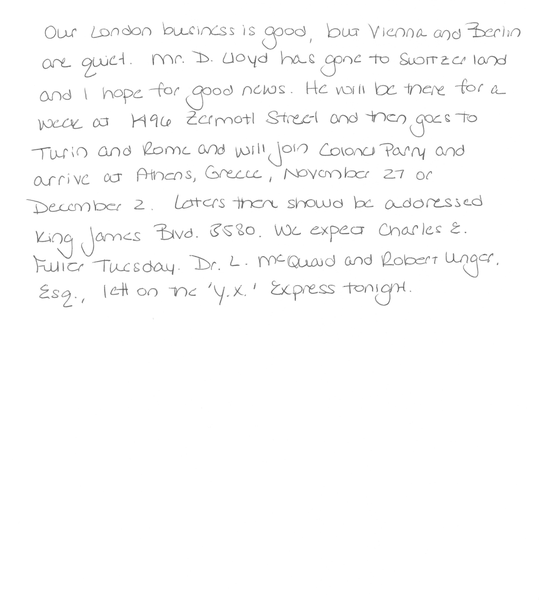 Our London business is good, but Vienna and Berlin
are quiet. Mr. D. Lloyd has gone to Switzerland
and I hope for good news. He will be there for a
week at 1496 Zermott Street and then goes to
Turin and Rome and will join Colonel Parry and
arrive at Athens, Greece, November 27 or
December 2. Letters there should be addressed
King James Blvd. 3580. We expect Charles E.
Fuller Tuesday. Dr. L. McQuaid and Robert Unger,
Esq., left on the 'Y.X.' Express tonight.